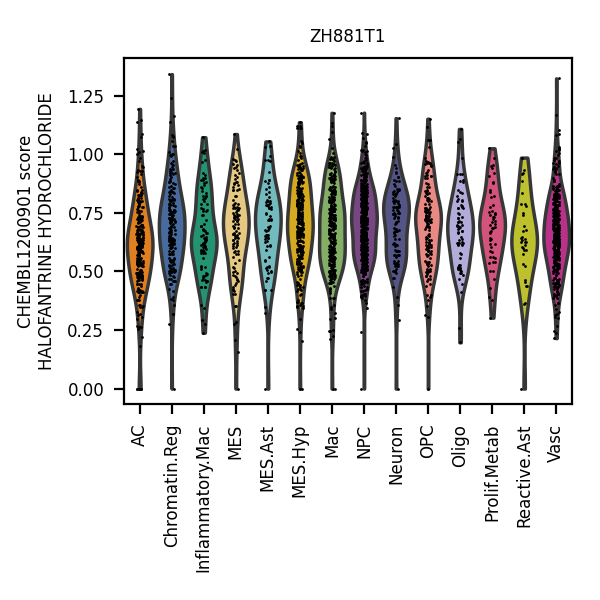 ZH881T1
CHEMBL1200901 score
HALOFANTRINE HYDROCHLORIDE
1.25
1.00
0.75
0.50
0.25
0.00
AC
Chromatin.Reg
Inflammatory.Mac
MES
MES.Ast
MES.Hyp
Mac
NPC
Neuron
OPC
Oligo
Prolif.Metab
Reactive.Ast
Vasc